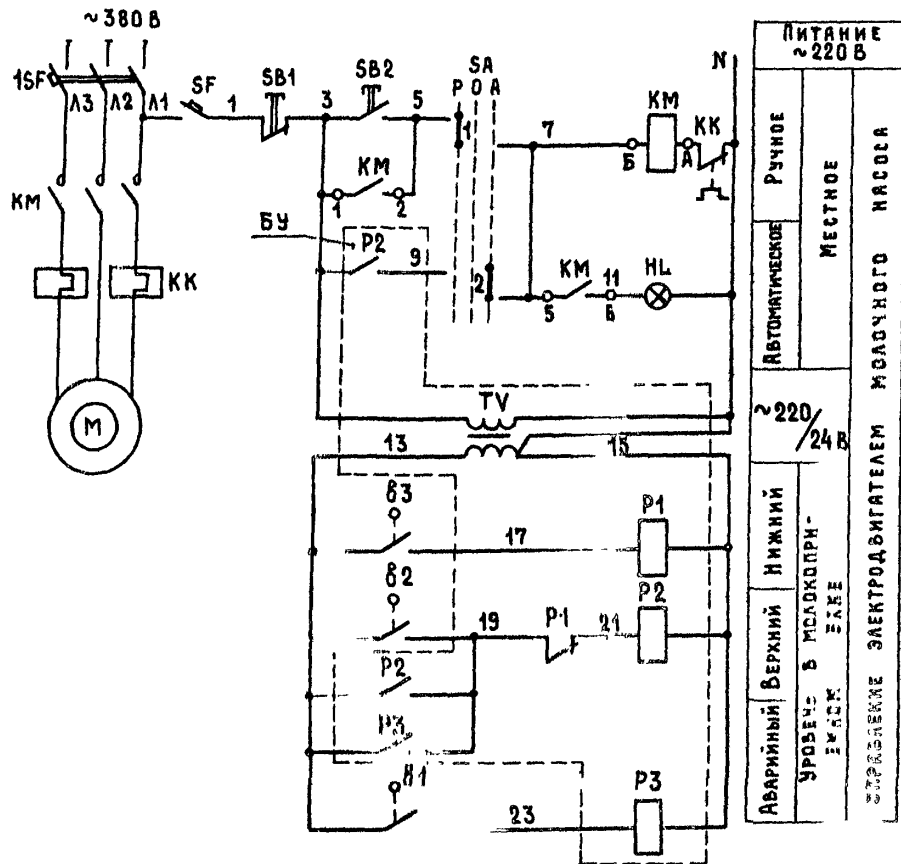 ~380 В
1SF
Л3
Л2
Л1
SF
1
SB1
3
SB2
5
SA
Р О А
1
7
КМ
Б
А
КК
N
КМ
КМ
1
2
БУ
Р2
9
2
5
КМ
11
Б
HL
КК
М
TV
13
15
в3
17
Р1
в2
19
Р1
21
Р2
Р2
Р3
23
Р3
Питание
~220 В
Ручное
Автоматическое
Местное
~220/24 В
Нижний
Верхний
Аварийный
Уровень в молокопри-
Управление электродвигателем молочного насоса